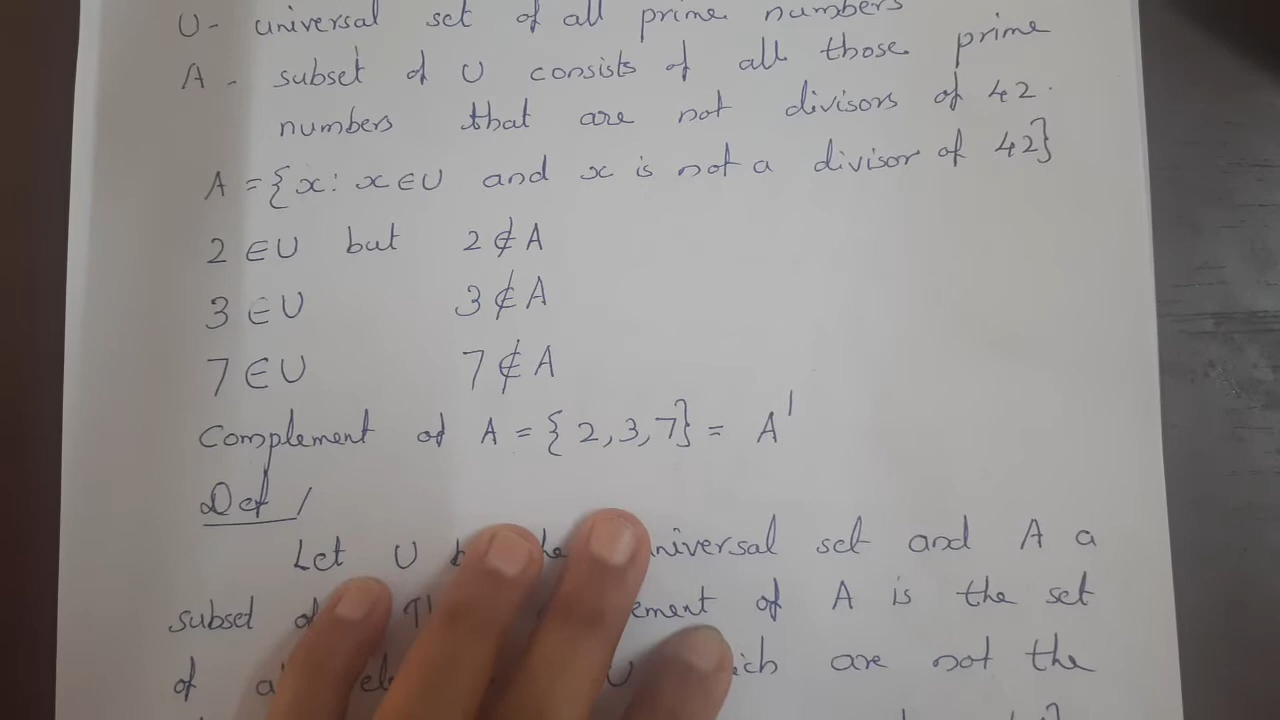 U - universal set of all prime numbers
A - subset of U consists of all those prime
numbers that are not divisors of 42.
A = {x : x ∈ U and x is not a divisor of 42}
2 ∈ U but 2 ∉ A
3 ∈ U 3 ∉ A
7 ∈ U 7 ∉ A
Complement of A = {2, 3, 7} = A'
Def /
Let U universal set and A a
subset of A is the set
of U are not the